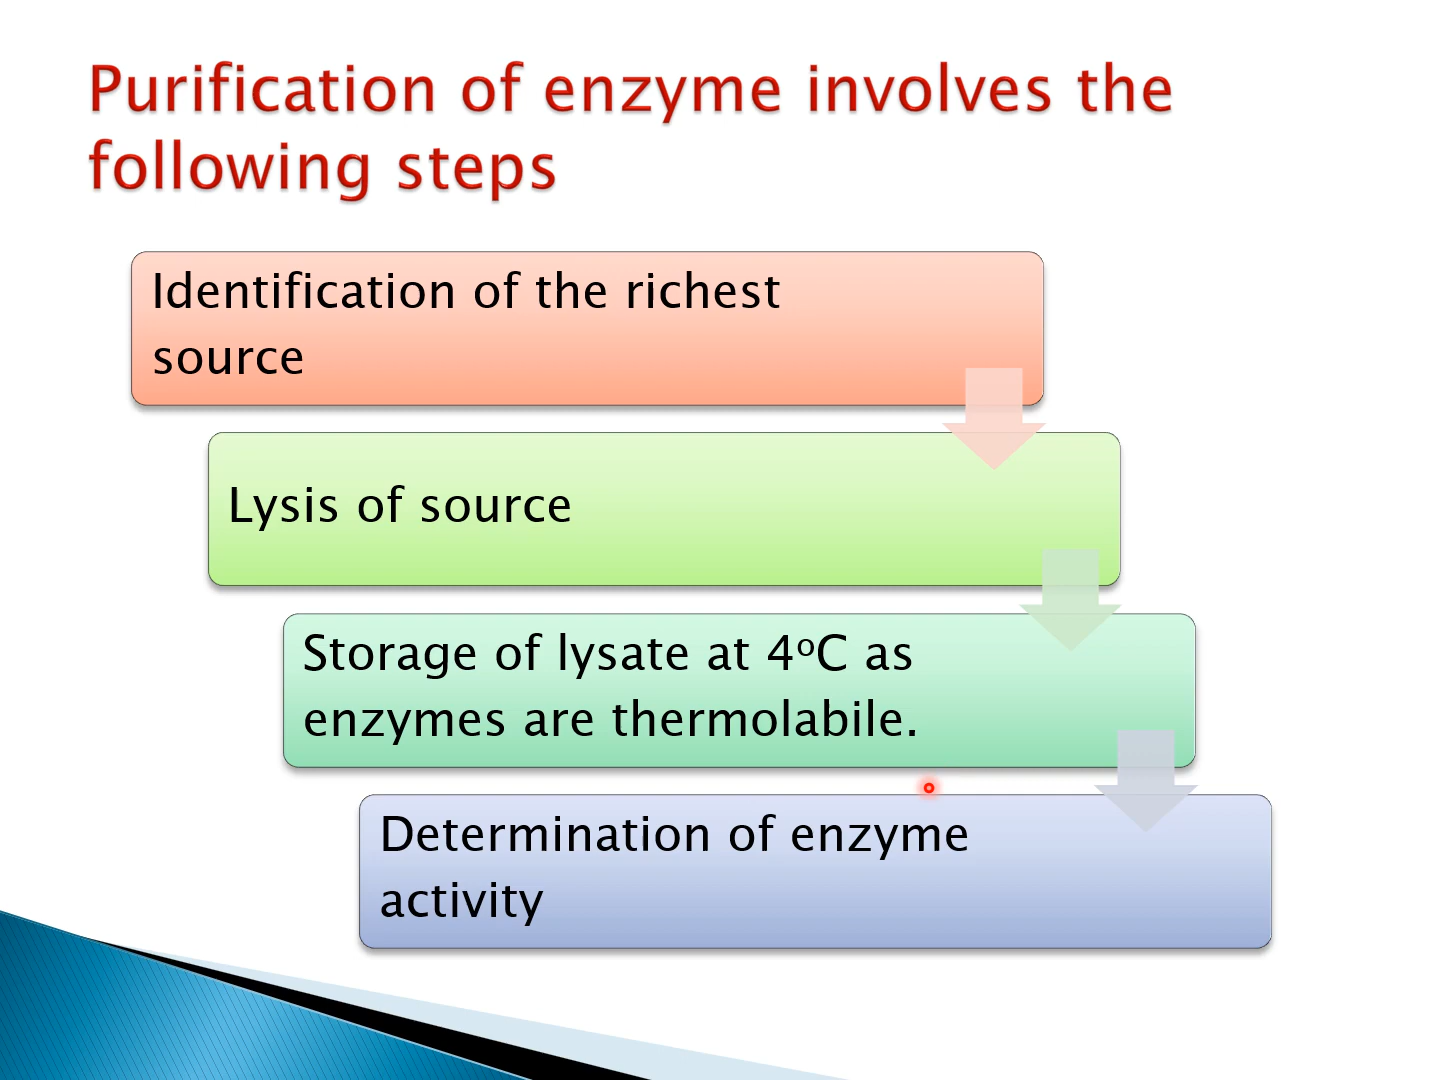 Purification of enzyme involves the
following steps
Identification of the richest
source
Lysis of source
Storage of lysate at 4ºC as
enzymes are thermolabile.
Determination of enzyme
activity